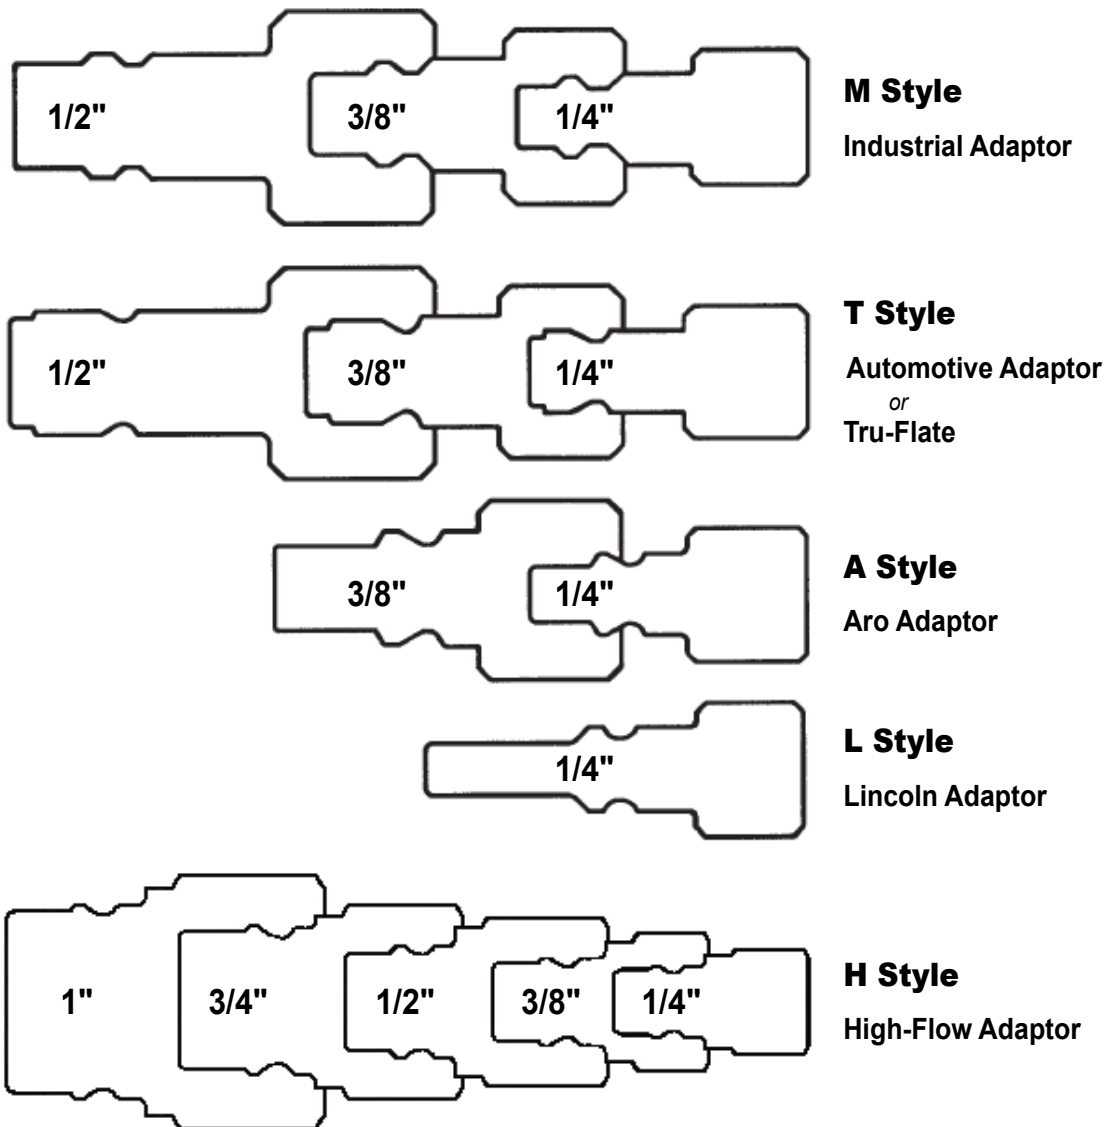 1/2" 3/8" 1/4"
M Style
Industrial Adaptor
1/2" 3/8" 1/4"
T Style
Automotive Adaptor
or
Tru-Flate
3/8" 1/4"
A Style
Aro Adaptor
1/4"
L Style
Lincoln Adaptor
1" 3/4" 1/2" 3/8" 1/4"
H Style
High-Flow Adaptor